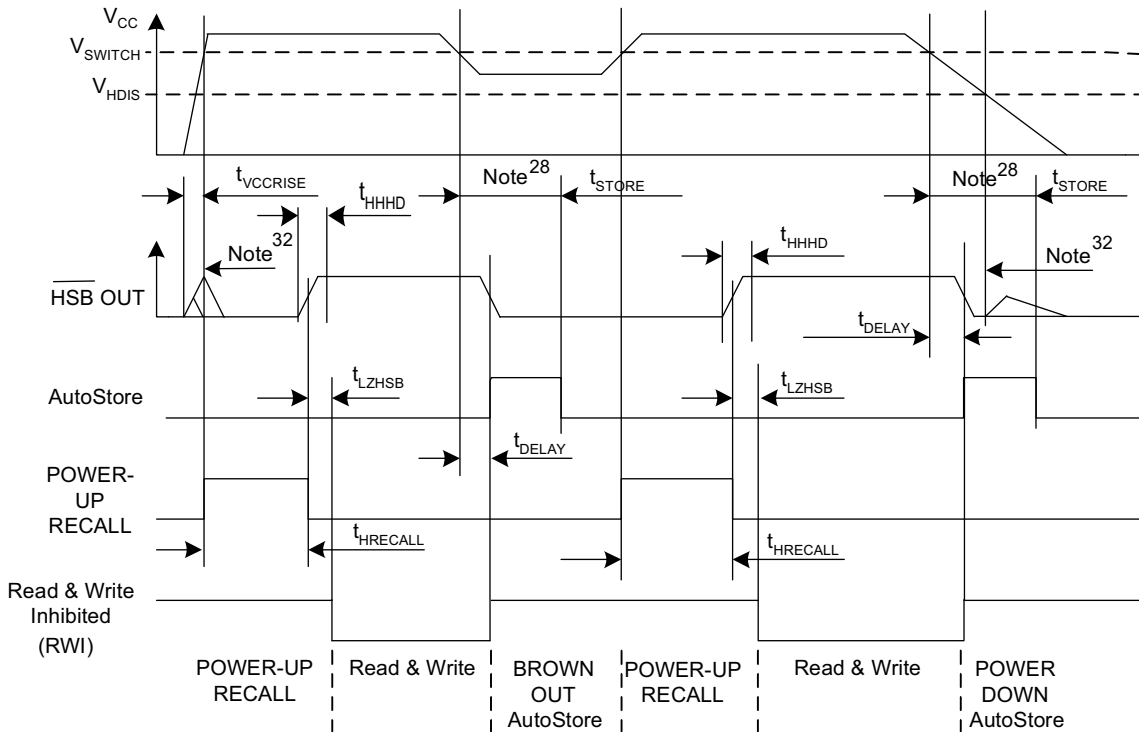 VCC
VSWITCH
VHDIS
tVCCRISE
Note28
tSTORE
Note28
tSTORE
tHHHD
Note32
tHHHD
Note32
HSB OUT
tDELAY
tLZHSB
tLZHSB
AutoStore
tDELAY
POWER-
UP
RECALL
tHRECALL
tHRECALL
Read & Write
Inhibited
(RWI)
POWER-UP
RECALL
Read & Write
BROWN
OUT
AutoStore
POWER-UP
RECALL
Read & Write
POWER
DOWN
AutoStore